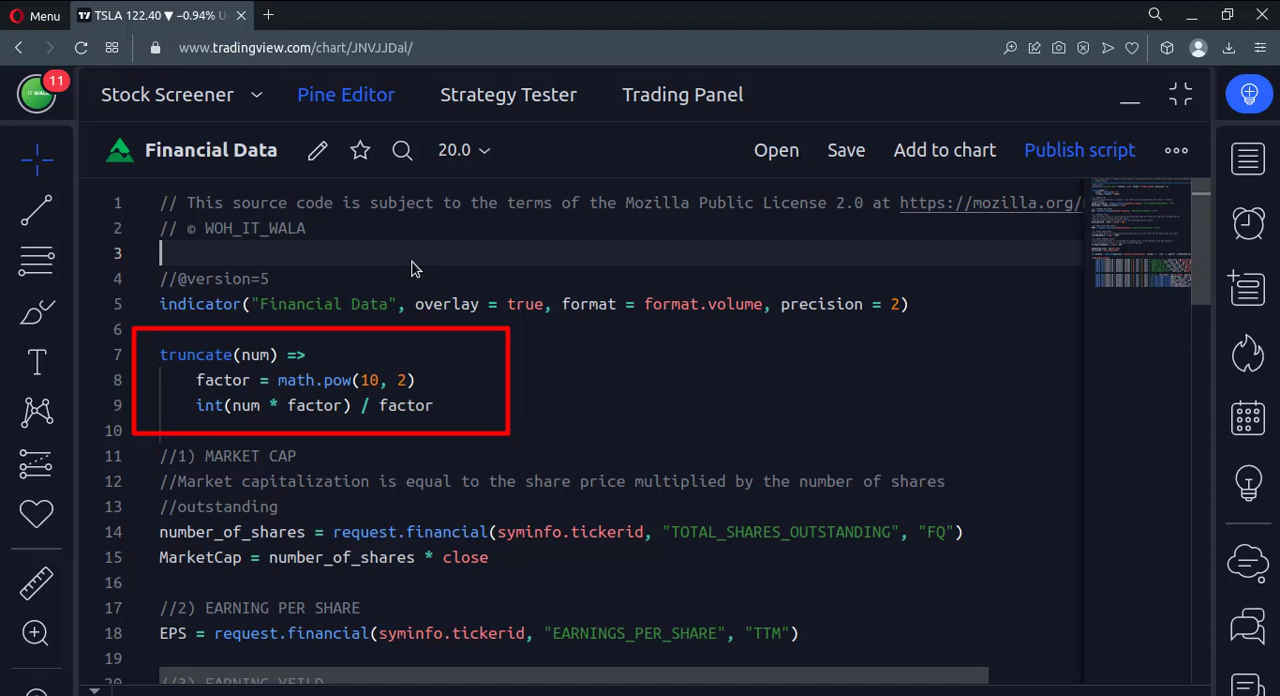 Menu
TSLA 122.40 ▼ −0.94% U
www.tradingview.com/chart/JNVJJDal/
11
IT WALA
Stock Screener
Pine Editor
Strategy Tester
Trading Panel
Financial Data
20.0
Open
Save
Add to chart
Publish script
1 // This source code is subject to the terms of the Mozilla Public License 2.0 at https://mozilla.org/
2 // © WOH_IT_WALA
3
4 //@version=5
5 indicator("Financial Data", overlay = true, format = format.volume, precision = 2)
6
7 truncate(num) =>
8 factor = math.pow(10, 2)
9 int(num * factor) / factor
10
11 //1) MARKET CAP
12 //Market capitalization is equal to the share price multiplied by the number of shares
13 //outstanding
14 number_of_shares = request.financial(syminfo.tickerid, "TOTAL_SHARES_OUTSTANDING", "FQ")
15 MarketCap = number_of_shares * close
16
17 //2) EARNING PER SHARE
18 EPS = request.financial(syminfo.tickerid, "EARNINGS_PER_SHARE", "TTM")
19
20 //3) EARNING YEILD